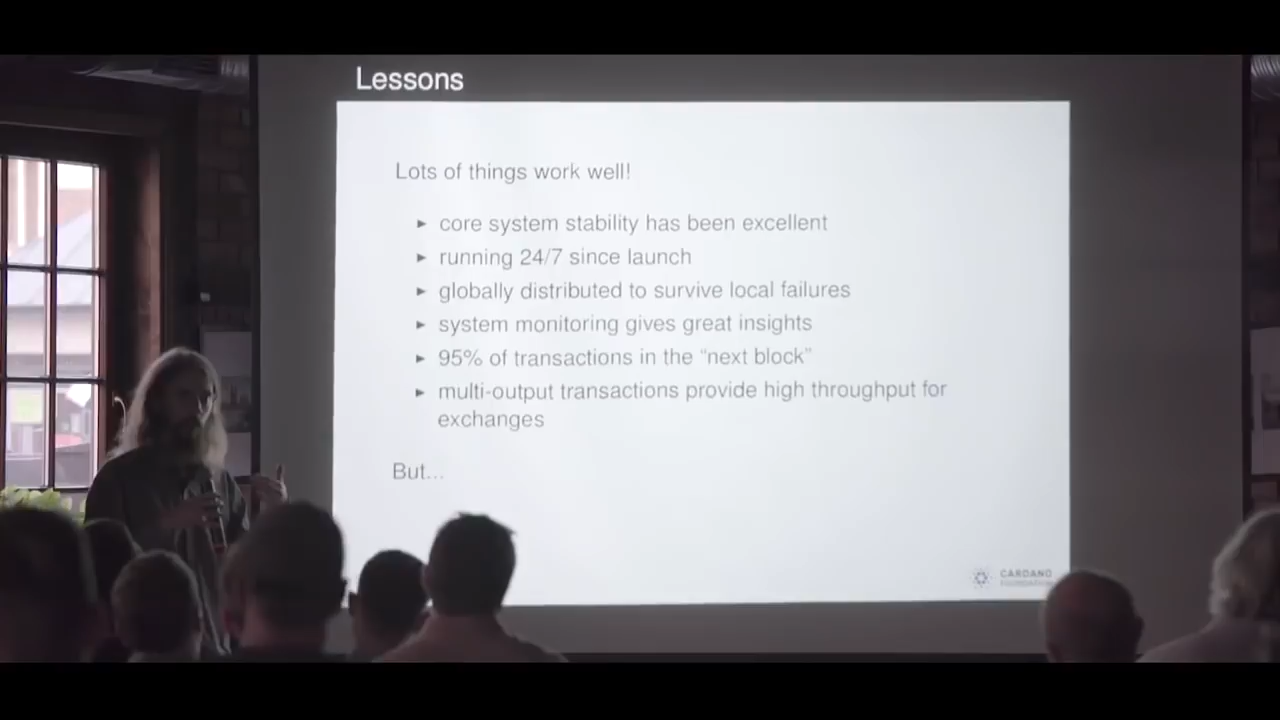 Lessons
Lots of things work well!
► core system stability has been excellent
► running 24/7 since launch
► globally distributed to survive local failures
► system monitoring gives great insights
► 95% of transactions in the “next block”
► multi-output transactions provide high throughput for
exchanges
But...
CARDANO
FOUNDATION